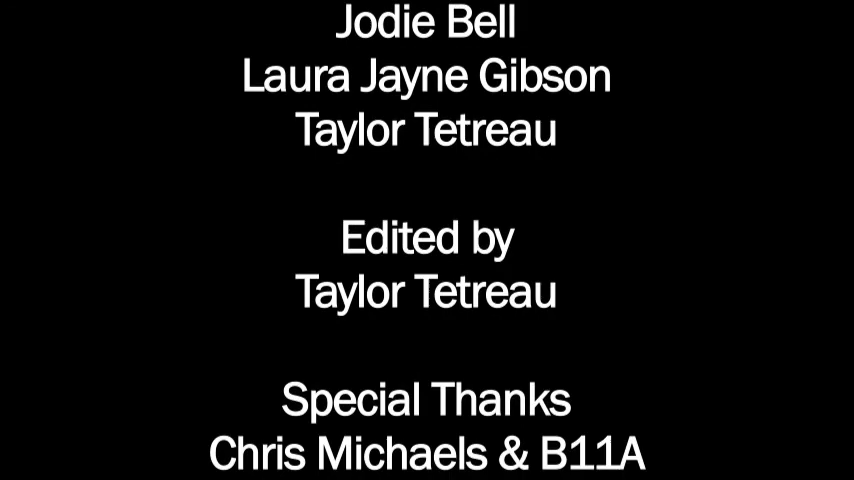 Jodie Bell
Laura Jayne Gibson
Taylor Tetreau
Edited by
Taylor Tetreau
Special Thanks
Chris Michaels & B11A